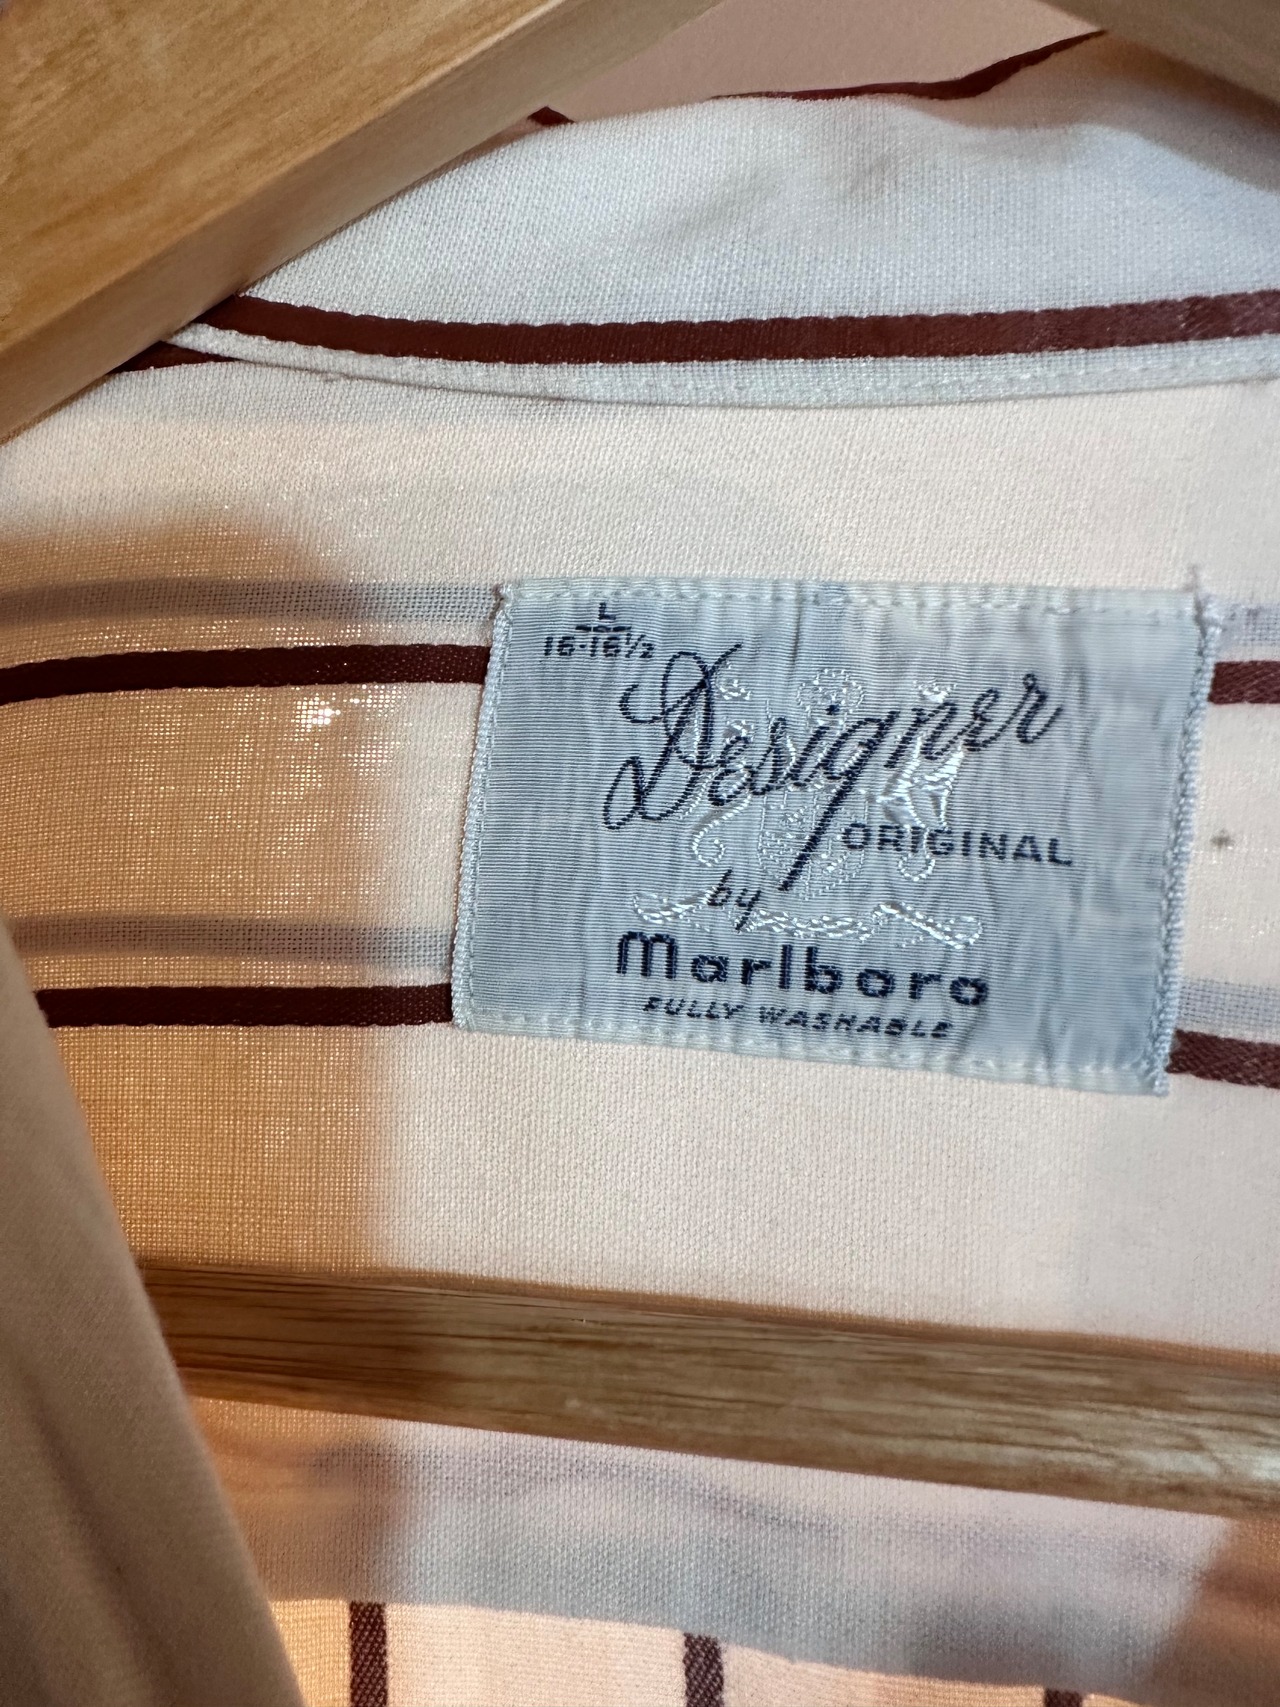 L
16-16½
Designer
ORIGINAL
by
Marlboro
FULLY WASHABLE